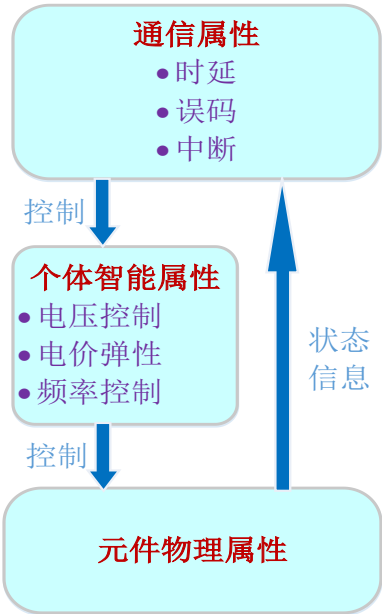 通信属性
•时延
•误码
•中断
控制
个体智能属性
•电压控制
•电价弹性
•频率控制
状态
信息
控制
元件物理属性